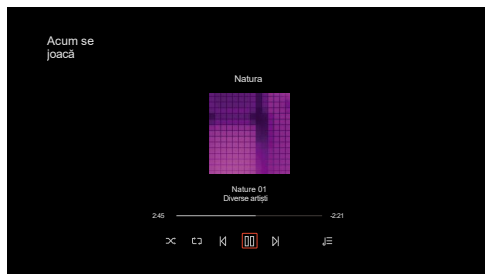 Acum se
joacă
Natura
Nature 01
Diverse artiști
2:45
-2:21